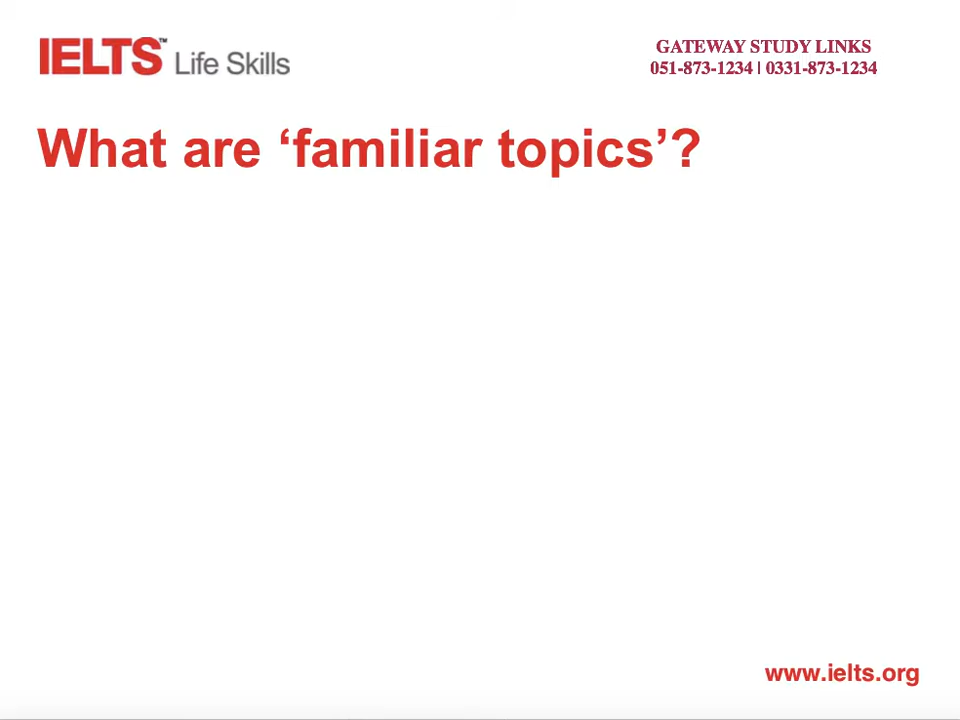 IELTS™ Life Skills
GATEWAY STUDY LINKS
051-873-1234 | 0331-873-1234
What are ‘familiar topics’?
www.ielts.org